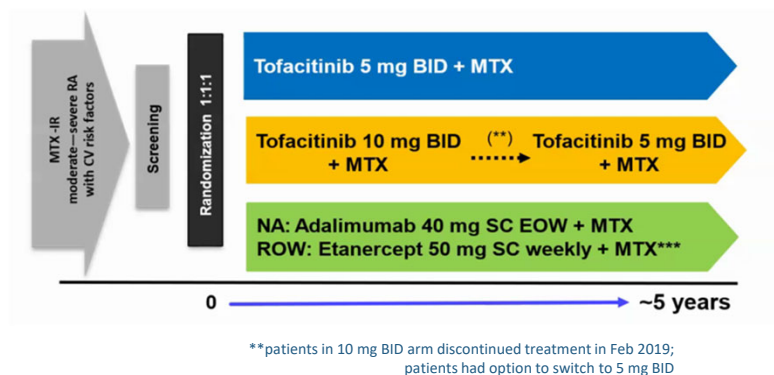 MTX -IR
moderate—severe RA
with CV risk factors
Screening
Randomization 1:1:1
Tofacitinib 5 mg BID + MTX
Tofacitinib 10 mg BID
+ MTX
(**)
Tofacitinib 5 mg BID
+ MTX
NA: Adalimumab 40 mg SC EOW + MTX
ROW: Etanercept 50 mg SC weekly + MTX***
0
~5 years
**patients in 10 mg BID arm discontinued treatment in Feb 2019;
patients had option to switch to 5 mg BID